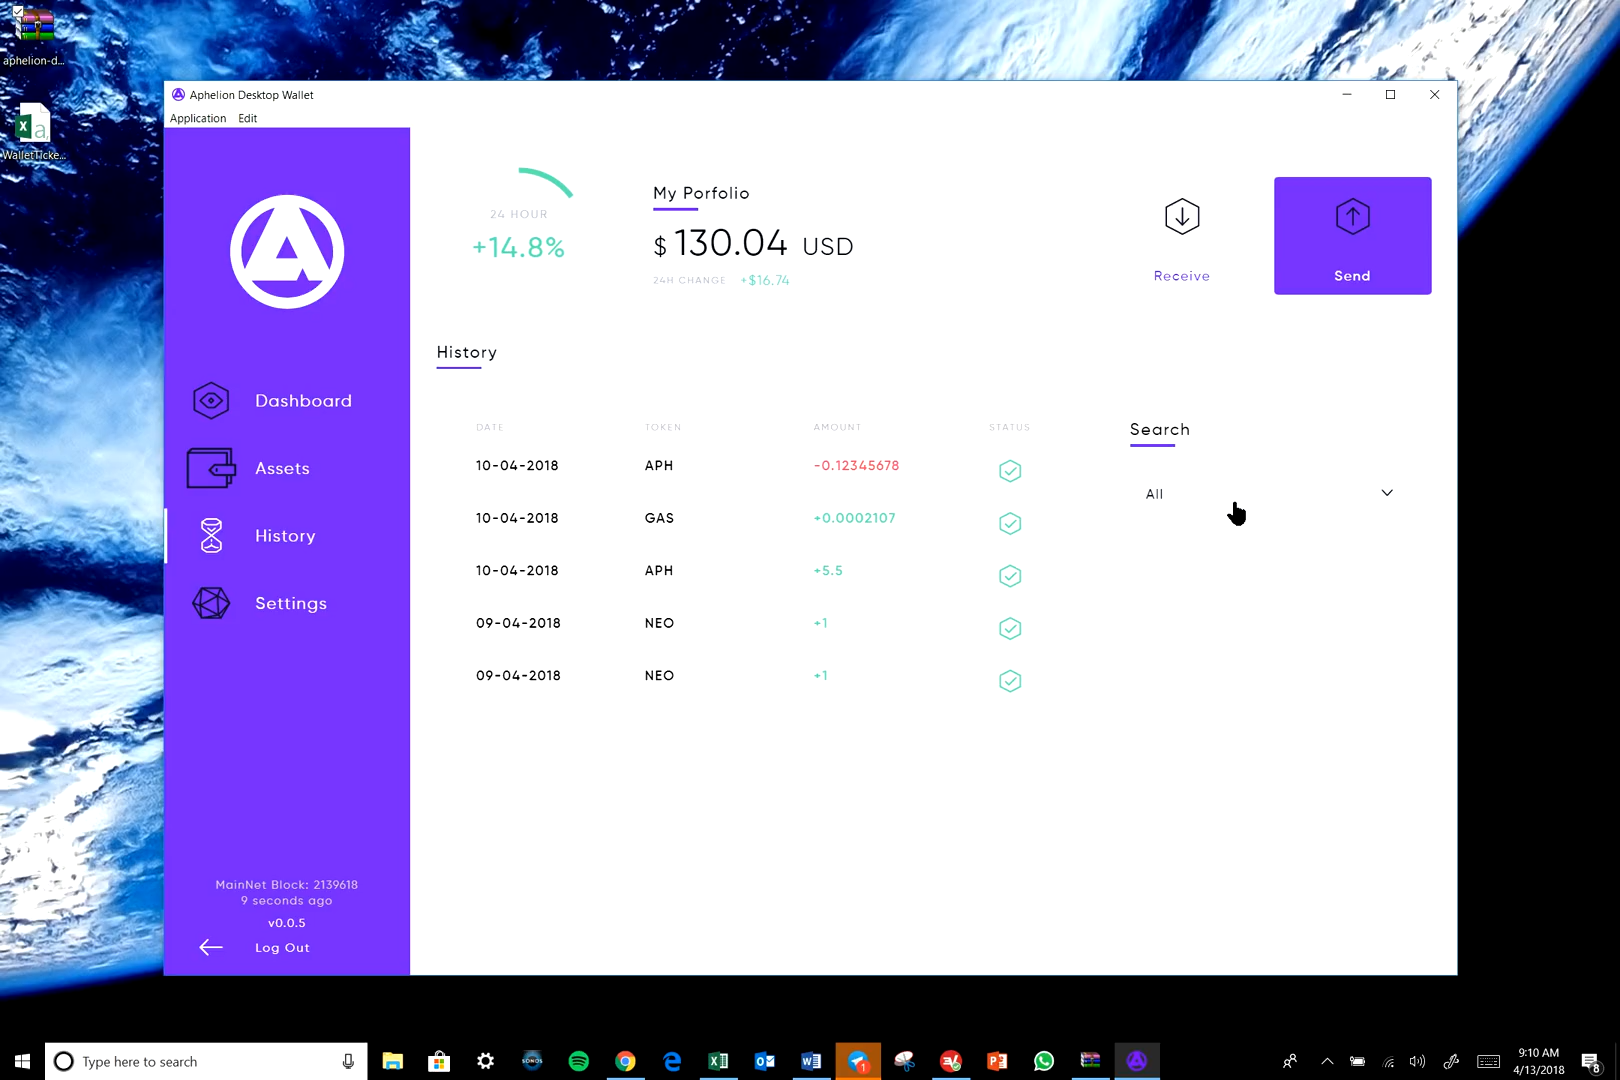 aphelion-d...
WalletTicke...
Aphelion Desktop Wallet
Application Edit
24 HOUR
+14.8%
My Porfolio
$ 130.04 USD
24H CHANGE +$16.74
Receive
Send
Dashboard
Assets
History
Settings
MainNet Block: 2139618
9 seconds ago
v0.0.5
Log Out
History
DATE TOKEN AMOUNT STATUS
10-04-2018 APH -0.12345678
10-04-2018 GAS +0.0002107
10-04-2018 APH +5.5
09-04-2018 NEO +1
09-04-2018 NEO +1
Search
All
Type here to search
SONOS
1
9:10 AM
4/13/2018
8